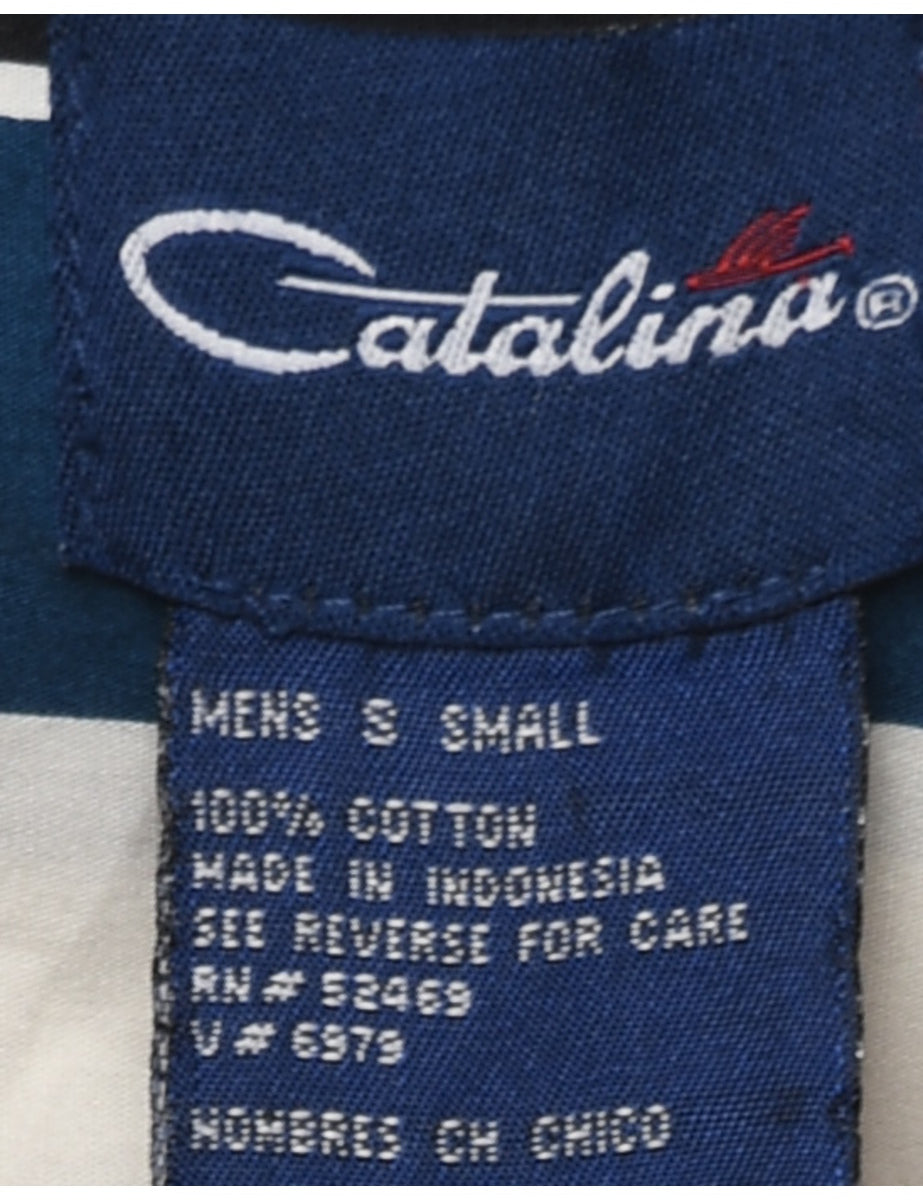 Catalina®
MENS S SMALL
100% COTTON
MADE IN INDONESIA
SEE REVERSE FOR CARE
RN # 52469
V # 6979
HOMBRES CH CHICO